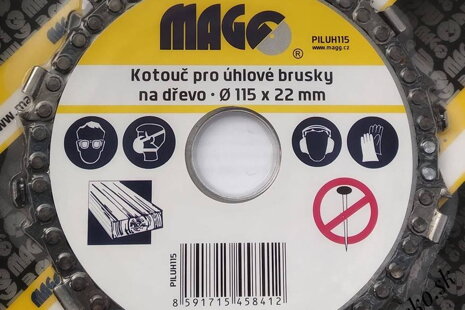 MAGG
®
PILUH115
www.magg.cz
Kotouč pro úhlové brusky
na dřevo · Ø 115 x 22 mm
PILUH115
8 591715 458412